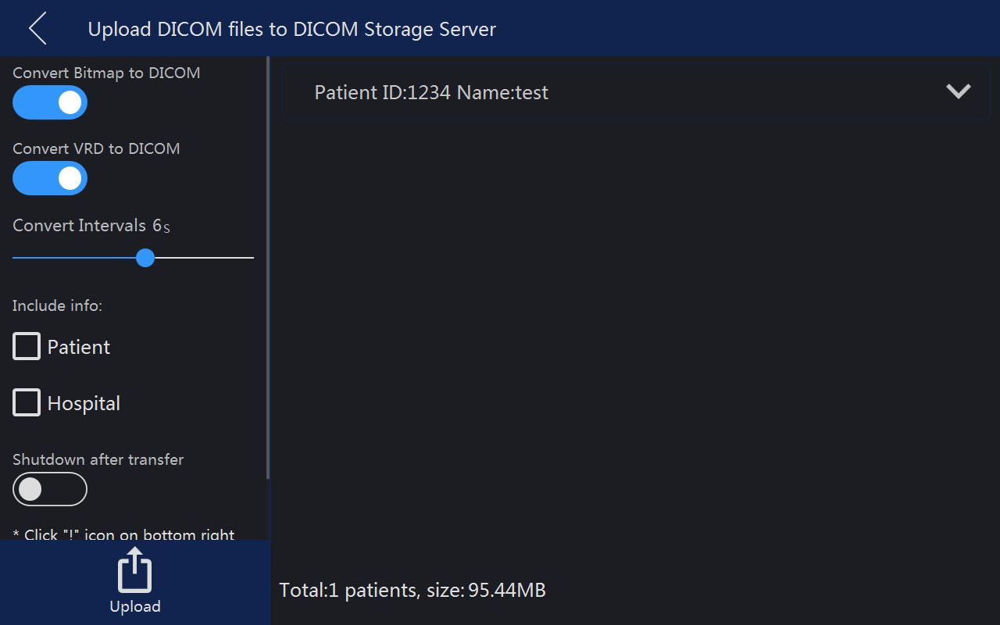 Upload DICOM files to DICOM Storage Server
Convert Bitmap to DICOM
Convert VRD to DICOM
Convert Intervals 6s
Include info:
Patient
Hospital
Shutdown after transfer
* Click "!" icon on bottom right
Upload
Patient ID:1234 Name:test
Total:1 patients, size: 95.44MB